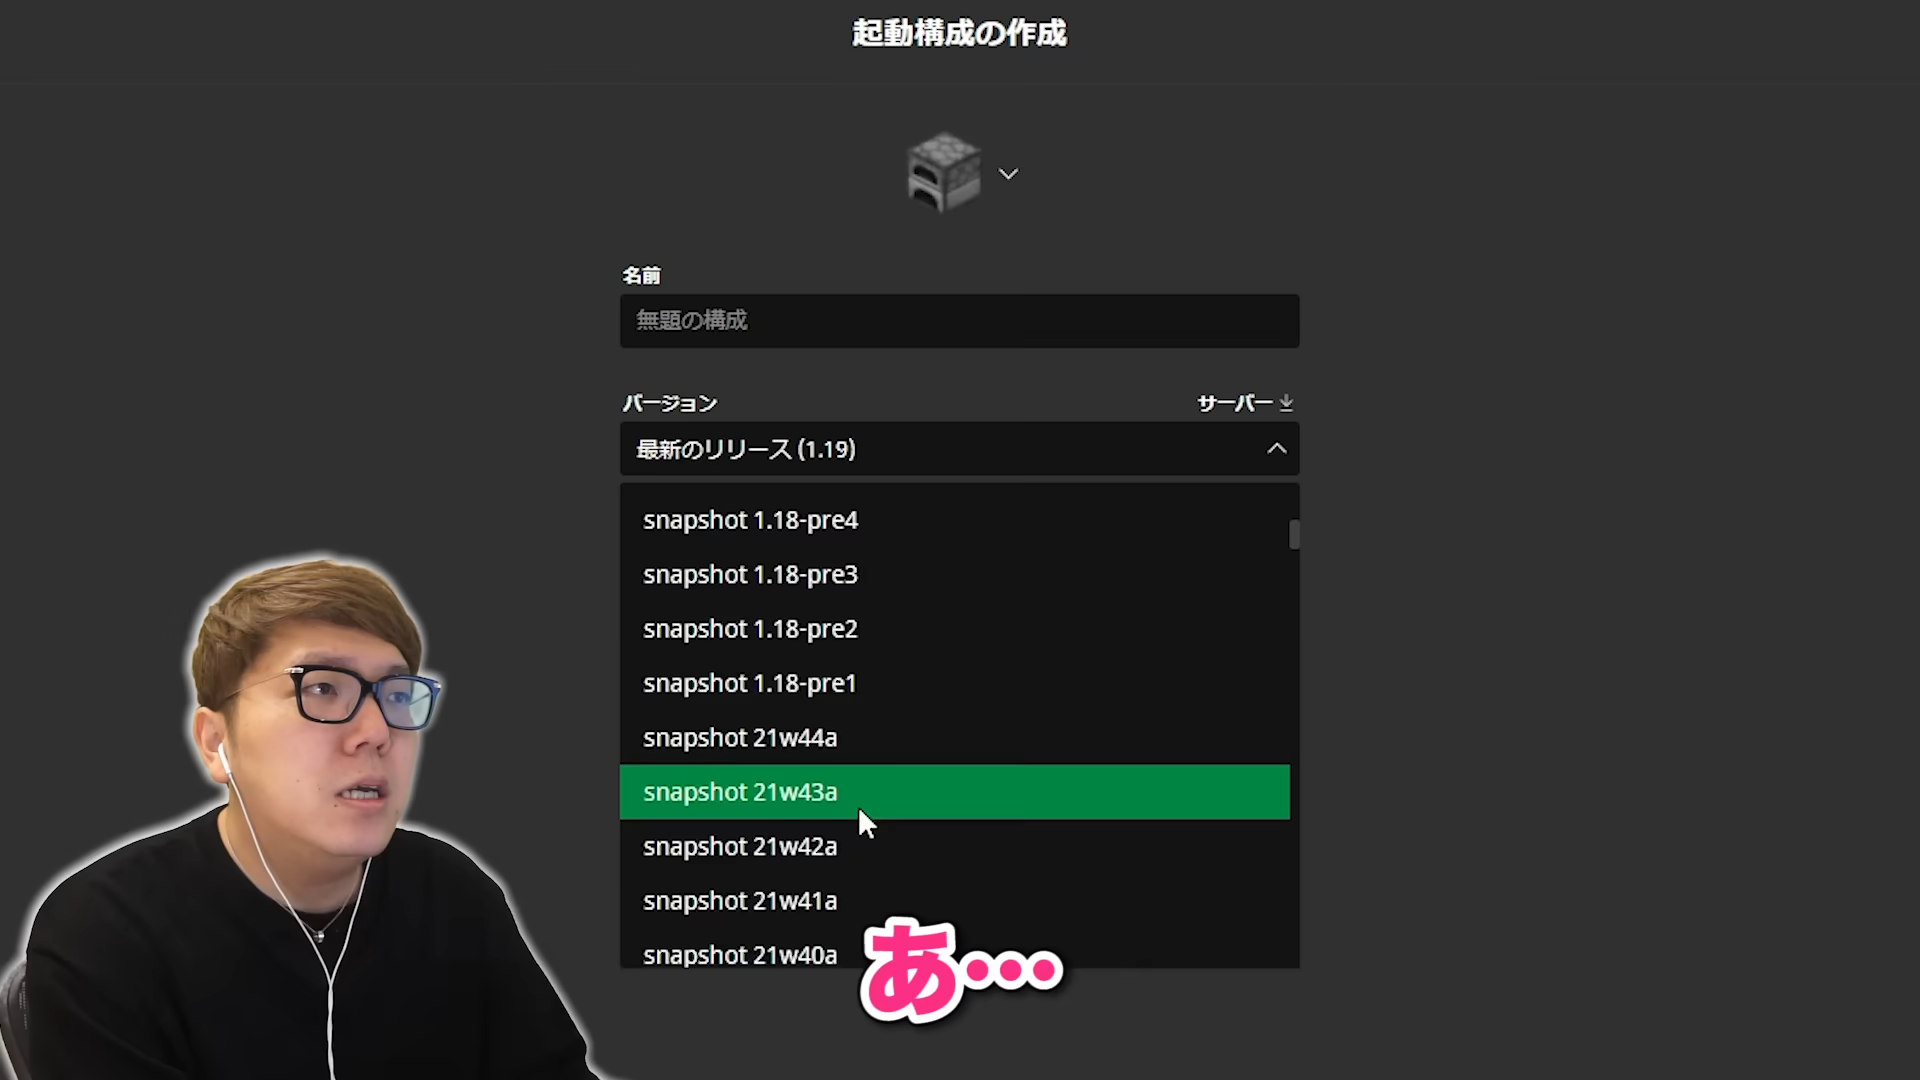 起動構成の作成
名前
無題の構成
バージョン
サーバー
最新のリリース (1.19)
snapshot 1.18-pre4
snapshot 1.18-pre3
snapshot 1.18-pre2
snapshot 1.18-pre1
snapshot 21w44a
snapshot 21w43a
snapshot 21w42a
snapshot 21w41a
snapshot 21w40a
あ…